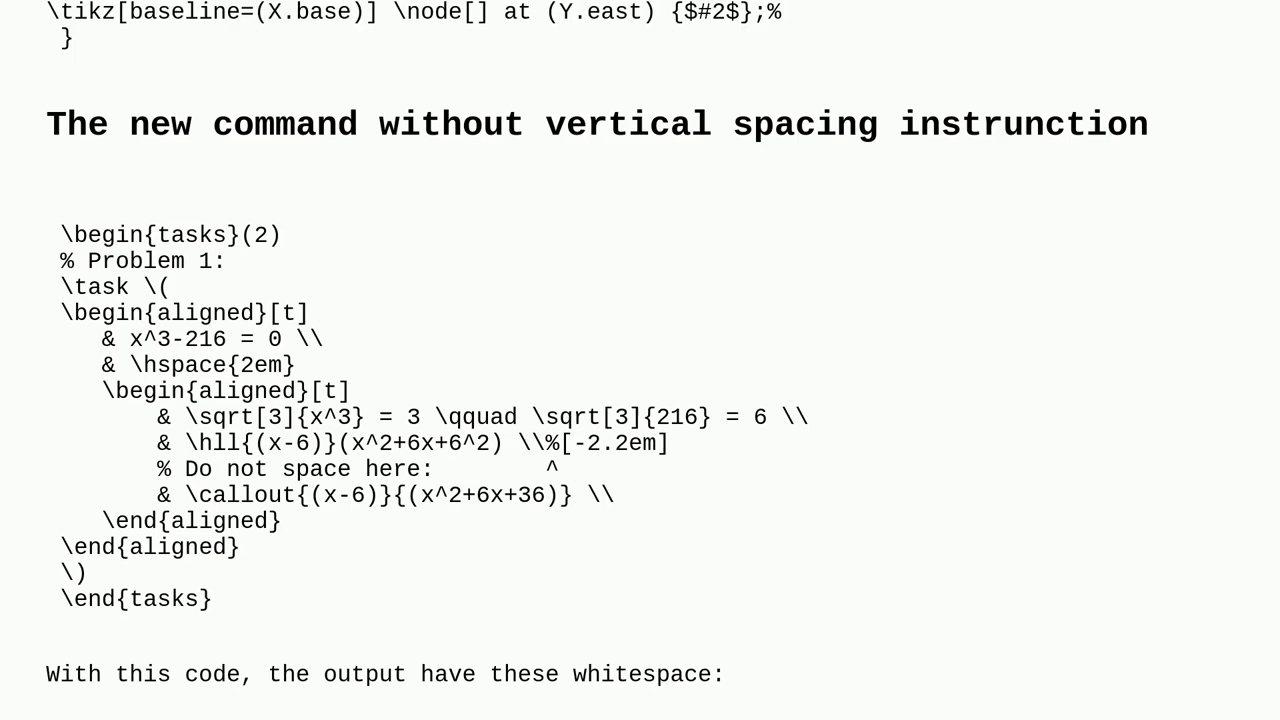 \tikz[baseline=(X.base)] \node[] at (Y.east) {$#2$};%
 }
The new command without vertical spacing instrunction
 \begin{tasks}(2)
 % Problem 1:
 \task \(
 \begin{aligned}[t]
    & x^3-216 = 0 \\
    & \hspace{2em}
    \begin{aligned}[t]
        & \sqrt[3]{x^3} = 3 \qquad \sqrt[3]{216} = 6 \\
        & \hll{(x-6)}(x^2+6x+6^2) \\%[-2.2em]
        % Do not space here:        ^
        & \callout{(x-6)}{(x^2+6x+36)} \\
    \end{aligned}
 \end{aligned}
 \)
 \end{tasks}
With this code, the output have these whitespace: